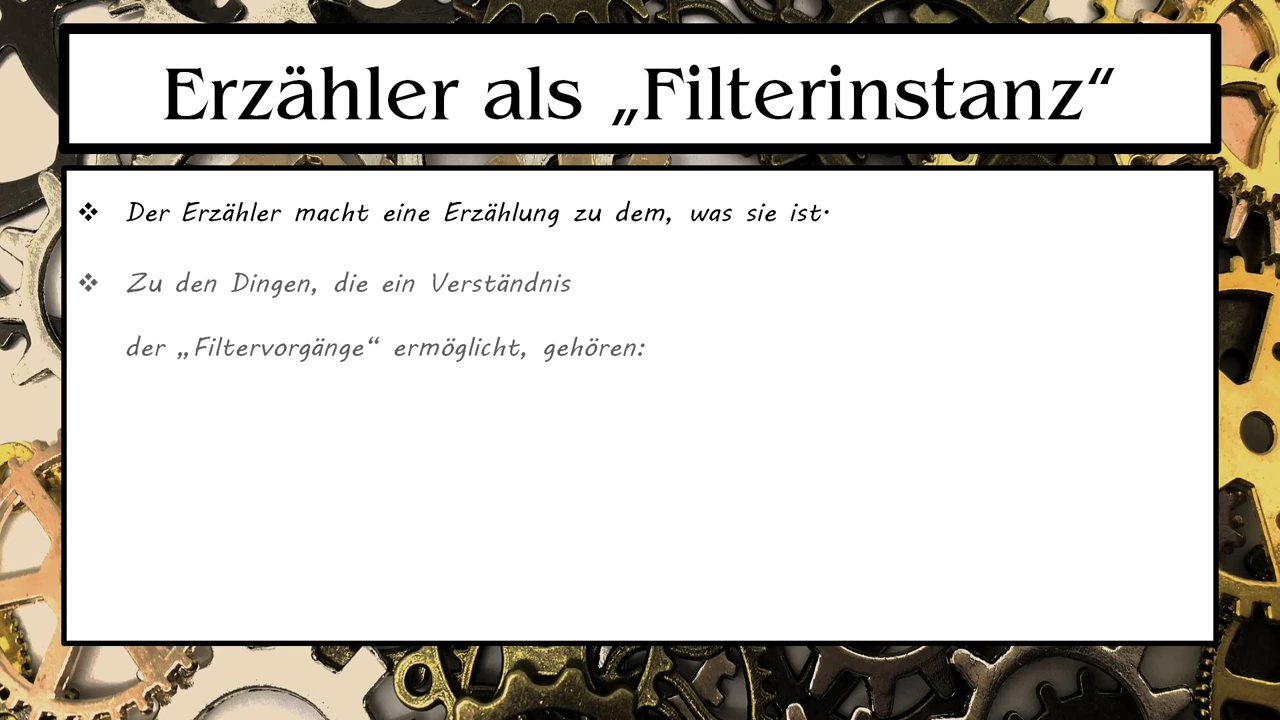 Erzähler als „Filterinstanz“
❖ Der Erzähler macht eine Erzählung zu dem, was sie ist.
❖ Zu den Dingen, die ein Verständnis
der „Filtervorgänge“ ermöglicht, gehören: